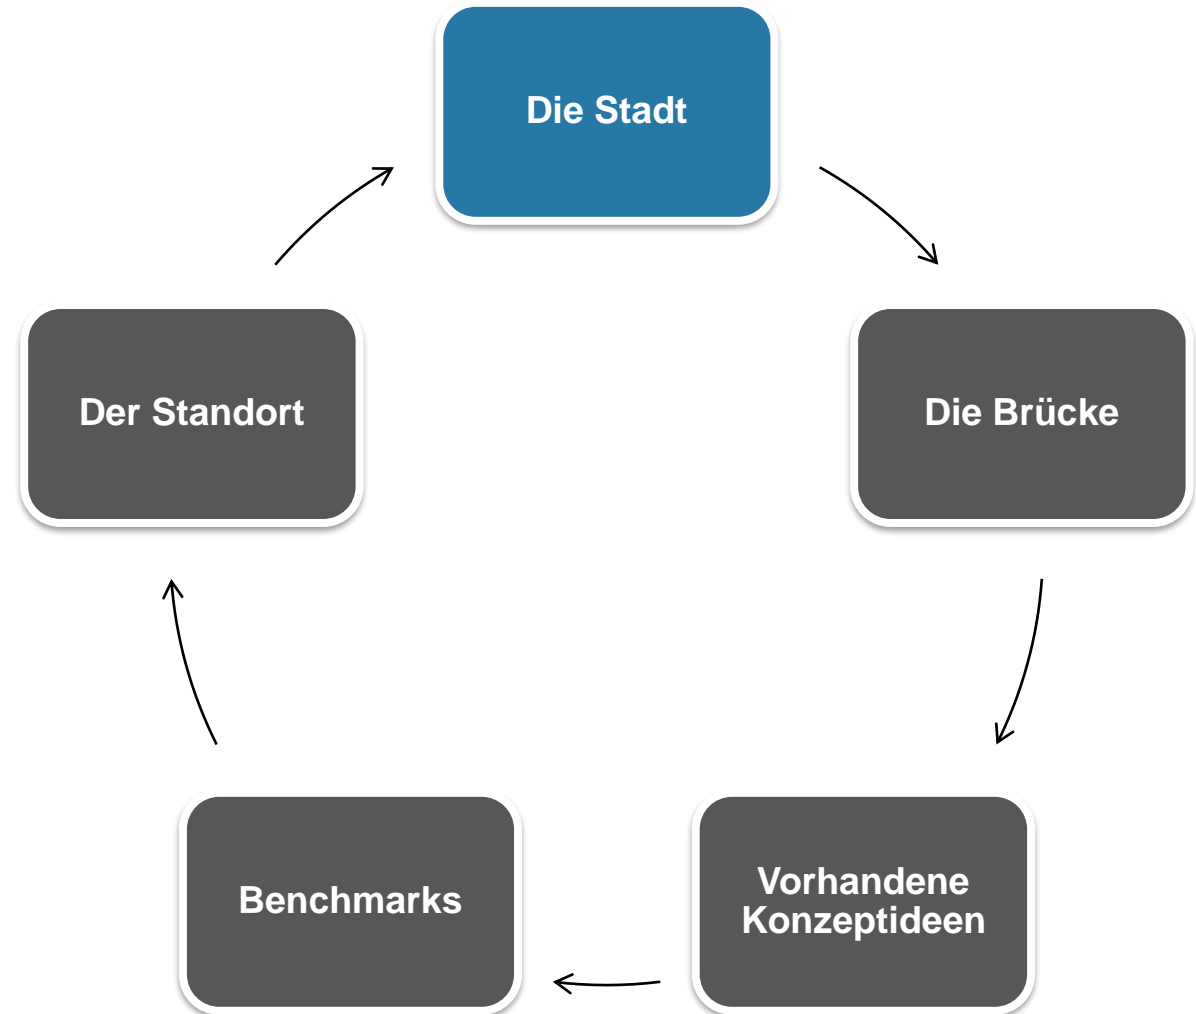 Die Stadt
Der Standort
Die Brücke
Benchmarks
Vorhandene
Konzeptideen